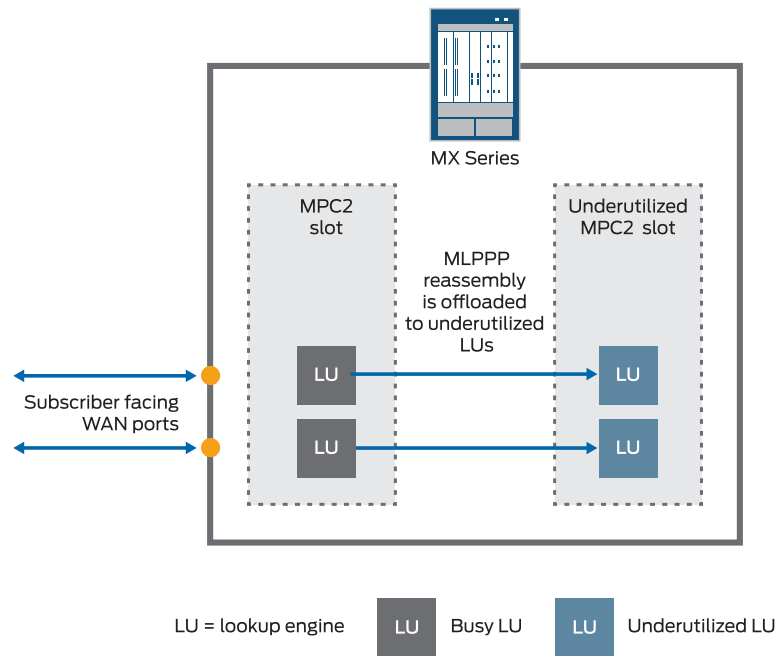 MX Series
MPC2
slot
Underutilized
MPC2 slot
MLPPP
reassembly
is offloaded
to underutilized
LUs
LU
LU
LU
LU
Subscriber facing
WAN ports
LU = lookup engine
LU
Busy LU
LU
Underutilized LU